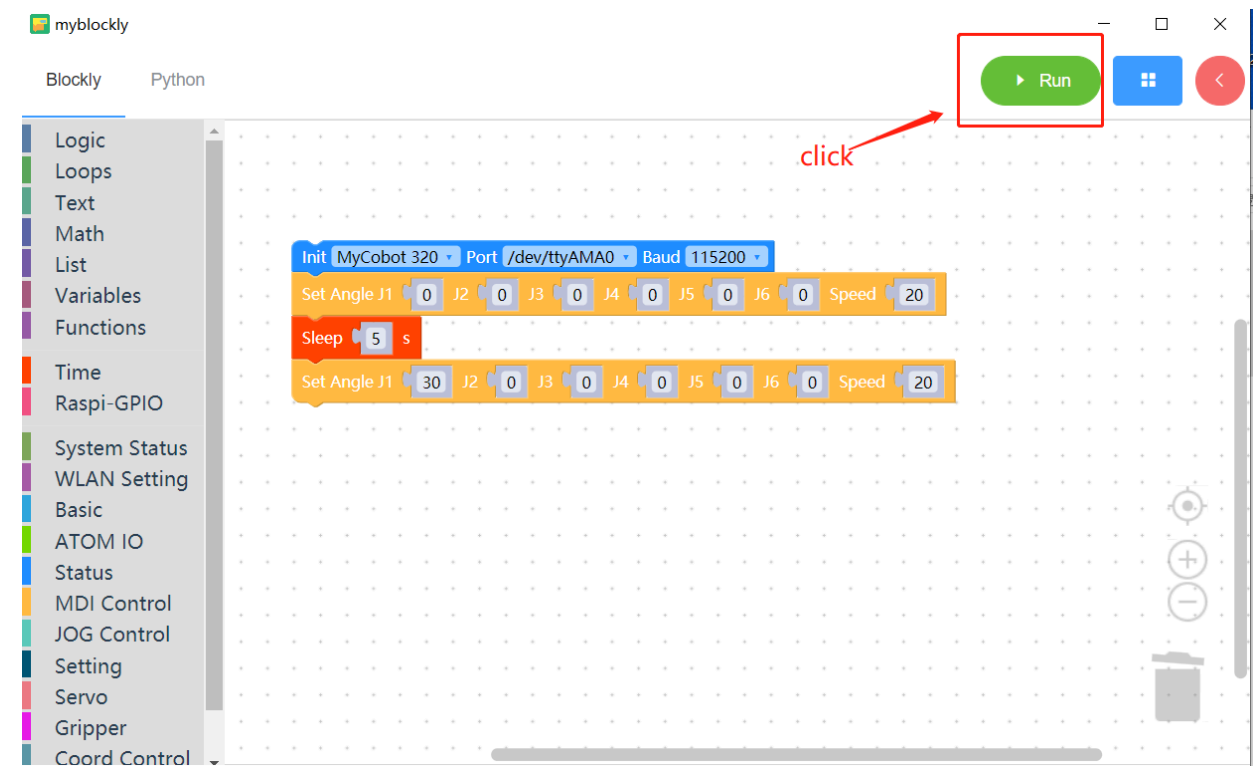 myblockly
Blockly Python
Run
click
Logic
Loops
Text
Math
List
Variables
Functions
Time
Raspi-GPIO
System Status
WLAN Setting
Basic
ATOM IO
Status
MDI Control
JOG Control
Setting
Servo
Gripper
Coord Control
Init MyCobot 320 Port /dev/ttyAMA0 Baud 115200
Set Angle J1 0 J2 0 J3 0 J4 0 J5 0 J6 0 Speed 20
Sleep 5 s
Set Angle J1 30 J2 0 J3 0 J4 0 J5 0 J6 0 Speed 20